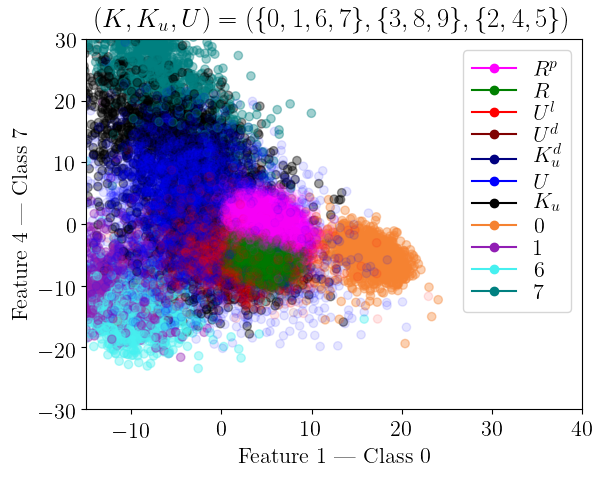 (K, K_u, U) = ({0, 1, 6, 7}, {3, 8, 9}, {2, 4, 5})
30
20
10
0
−10
−20
−30
Feature 4 — Class 7
−10
0
10
20
30
40
Feature 1 — Class 0
R^p
R
U^l
U^d
K_u^d
U
K_u
0
1
6
7